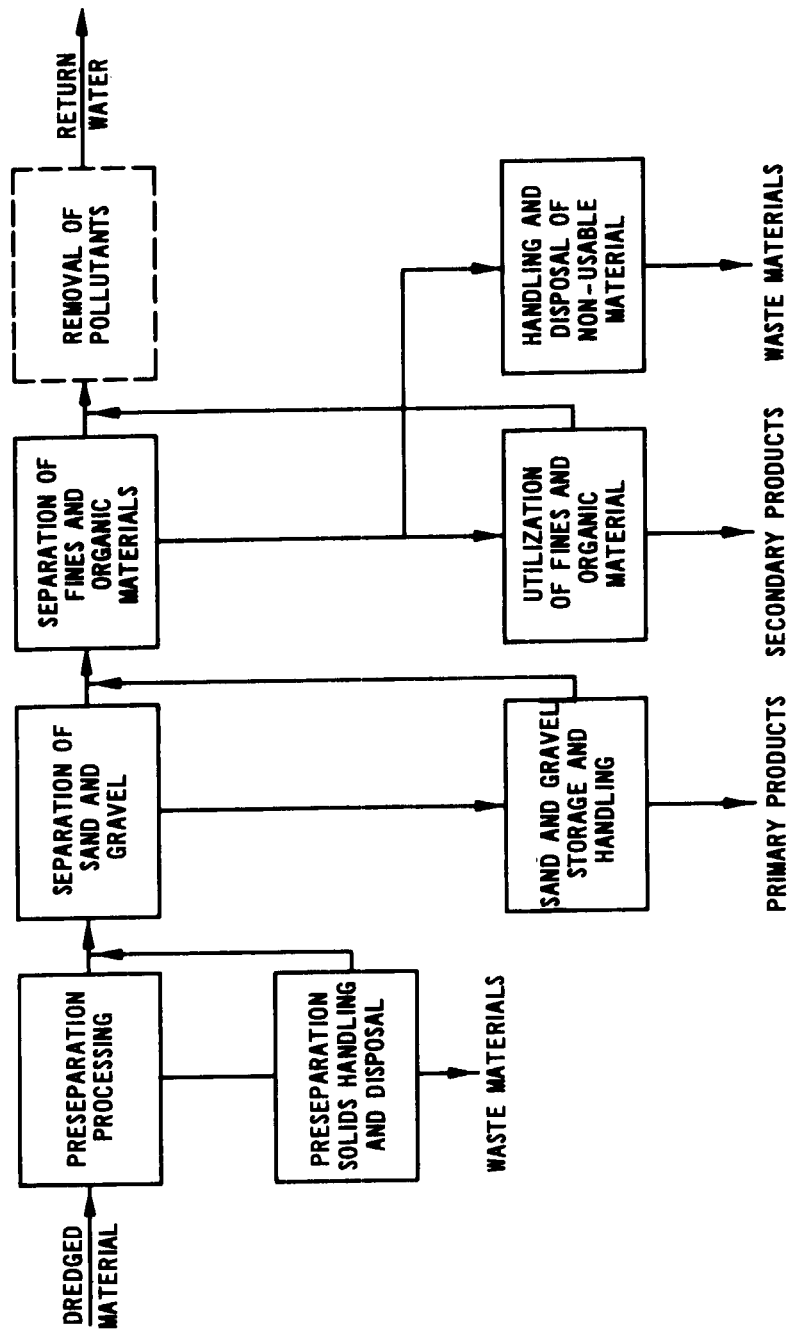 DREDGED
MATERIAL
PRESEPARATION
PROCESSING
SEPARATION OF
SAND AND
GRAVEL
SEPARATION OF
FINES AND
ORGANIC
MATERIALS
REMOVAL OF
POLLUTANTS
RETURN
WATER
PRESEPARATION
SOLIDS HANDLING
AND DISPOSAL
WASTE MATERIALS
SAND AND GRAVEL
STORAGE AND
HANDLING
UTILIZATION
OF FINES AND
ORGANIC
MATERIAL
HANDLING AND
DISPOSAL OF
NON-USABLE
MATERIAL
PRIMARY PRODUCTS
SECONDARY PRODUCTS
WASTE MATERIALS